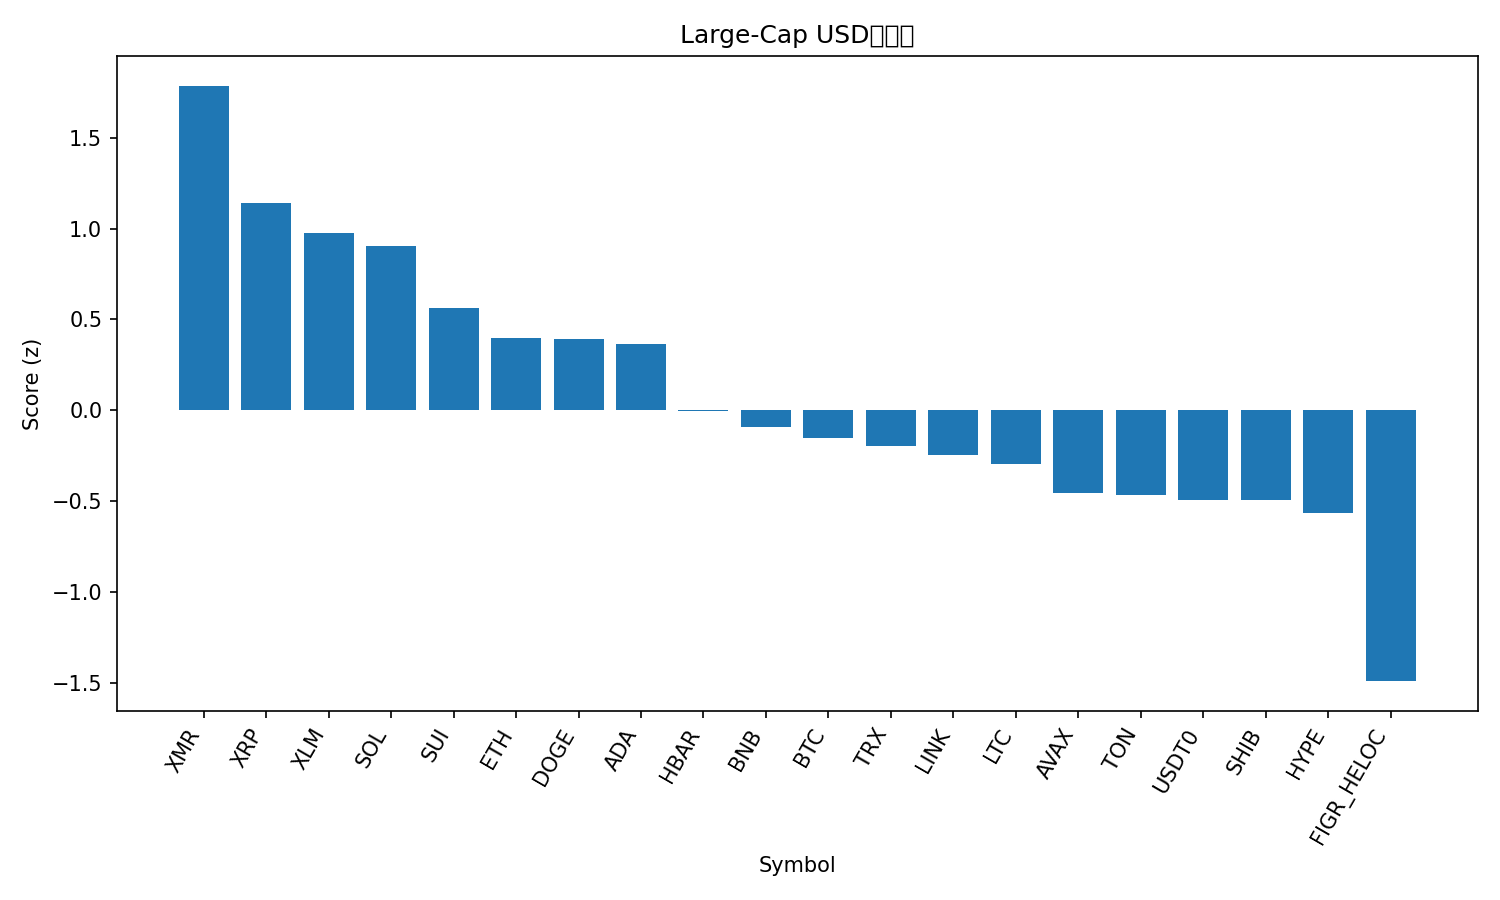 Large-Cap USD
Score (z)
1.5
1.0
0.5
0.0
−0.5
−1.0
−1.5
XMR
XRP
XLM
SOL
SUI
ETH
DOGE
ADA
HBAR
BNB
BTC
TRX
LINK
LTC
AVAX
TON
USDT0
SHIB
HYPE
FIGR_HELOC
Symbol